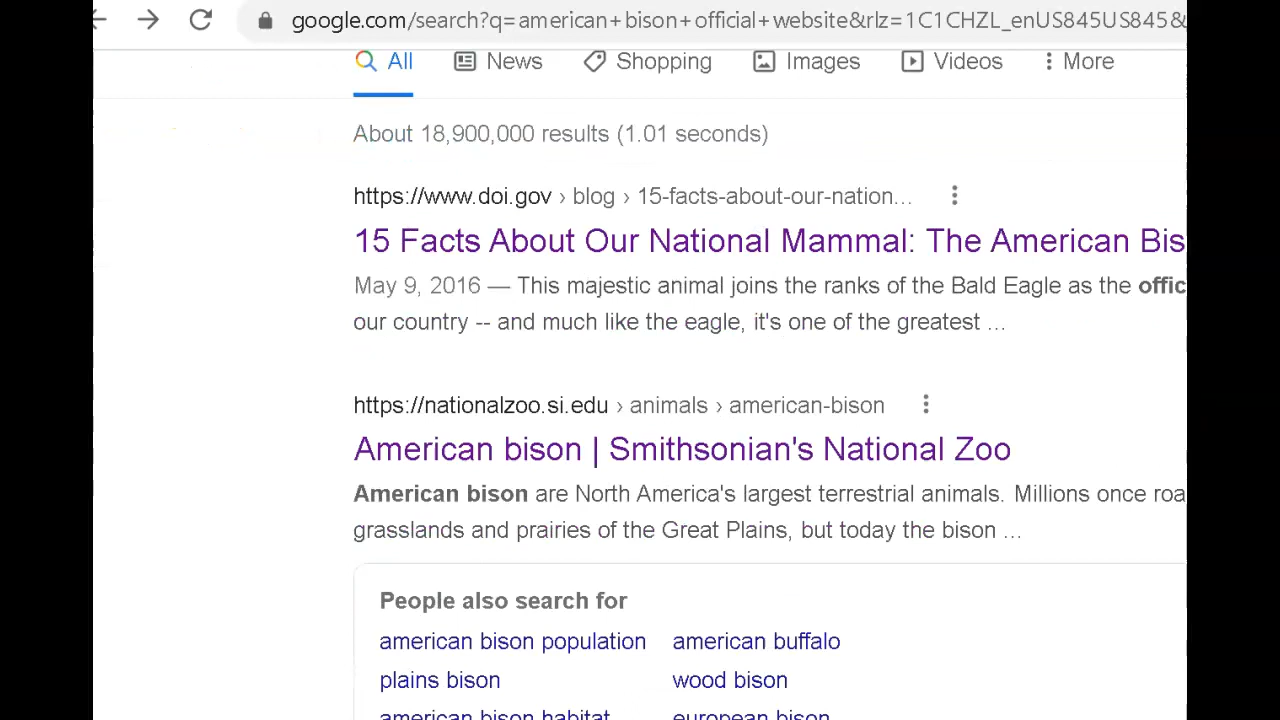 google.com/search?q=american+bison+official+website&rlz=1C1CHZL_enUS845US845&
All News Shopping Images Videos More
About 18,900,000 results (1.01 seconds)
https://www.doi.gov › blog › 15-facts-about-our-nation...
15 Facts About Our National Mammal: The American Bis
May 9, 2016 — This majestic animal joins the ranks of the Bald Eagle as the offic
our country -- and much like the eagle, it's one of the greatest ...
https://nationalzoo.si.edu › animals › american-bison
American bison | Smithsonian's National Zoo
American bison are North America's largest terrestrial animals. Millions once roa
grasslands and prairies of the Great Plains, but today the bison ...
People also search for
american bison population american buffalo
plains bison wood bison
american bison habitat european bison